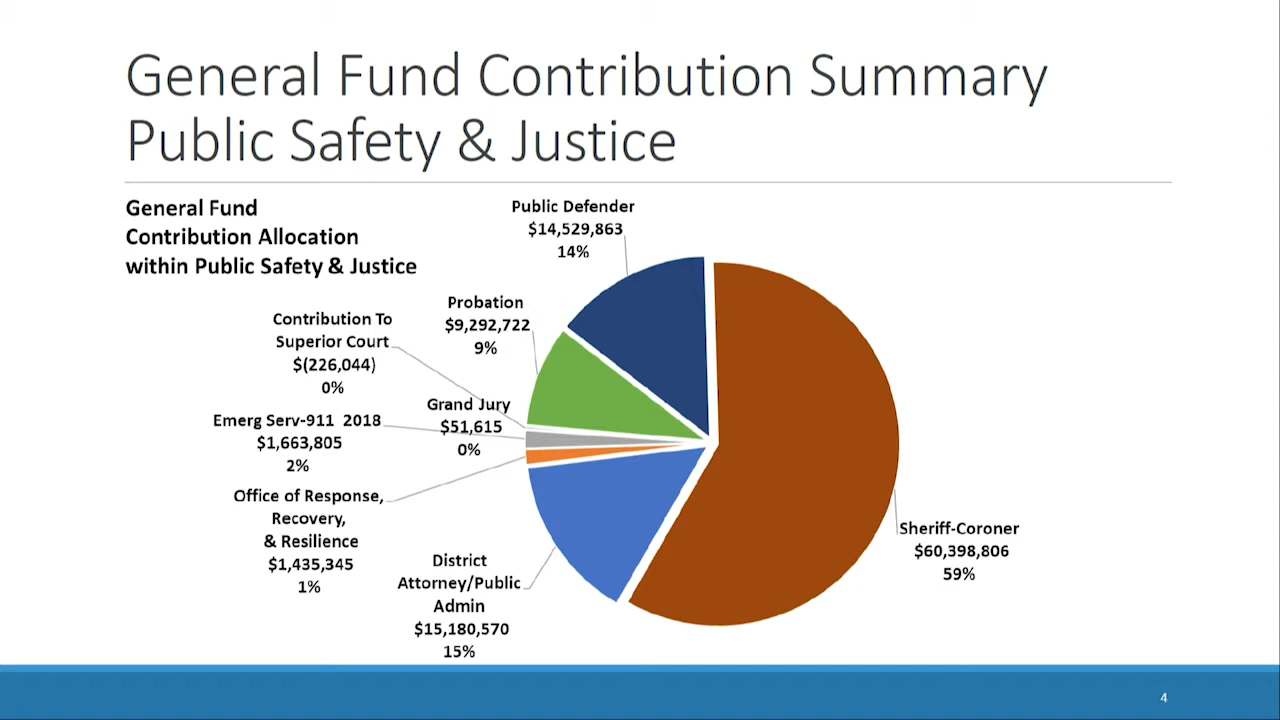 General Fund Contribution Summary
Public Safety & Justice
General Fund
Contribution Allocation
within Public Safety & Justice
Public Defender
$14,529,863
14%
Probation
$9,292,722
9%
Contribution To
Superior Court
$(226,044)
0%
Grand Jury
$51,615
0%
Emerg Serv-911 2018
$1,663,805
2%
Office of Response,
Recovery,
& Resilience
$1,435,345
1%
District
Attorney/Public
Admin
$15,180,570
15%
Sheriff-Coroner
$60,398,806
59%
4